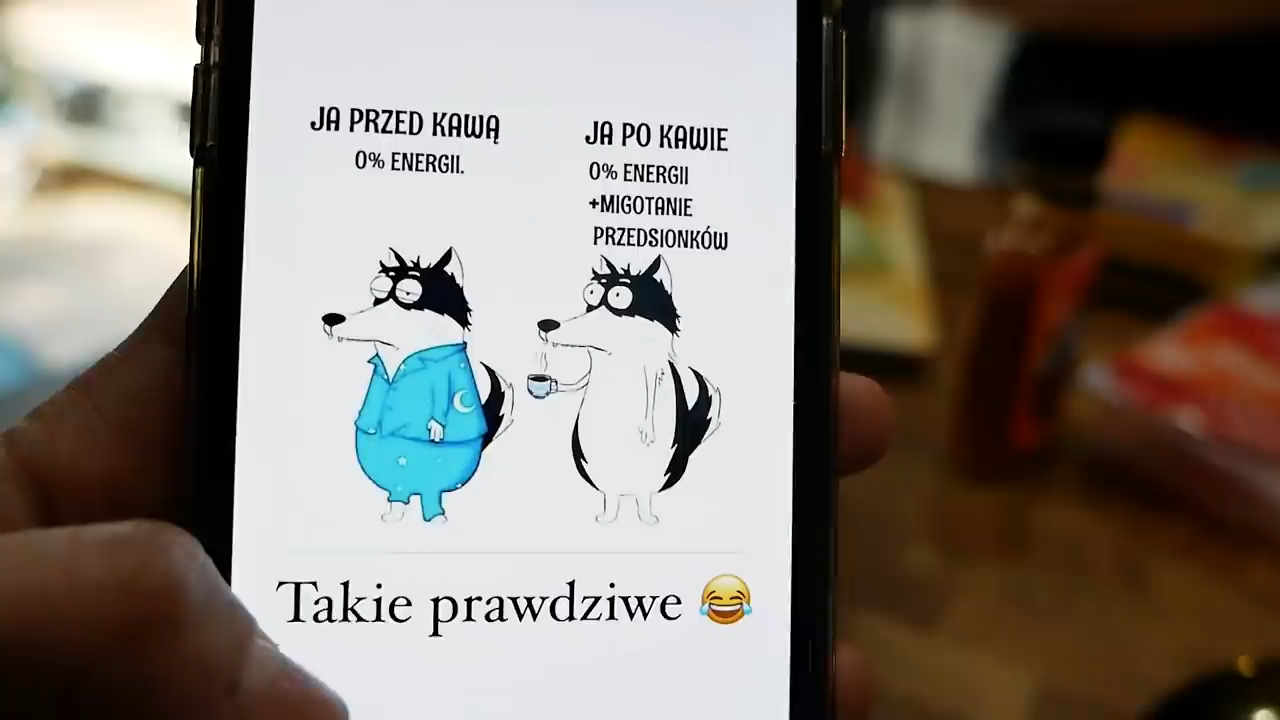 JA PRZED KAWĄ
0% ENERGII.
JA PO KAWIE
0% ENERGII
+MIGOTANIE
PRZEDSIONKÓW
Takie prawdziwe 😂